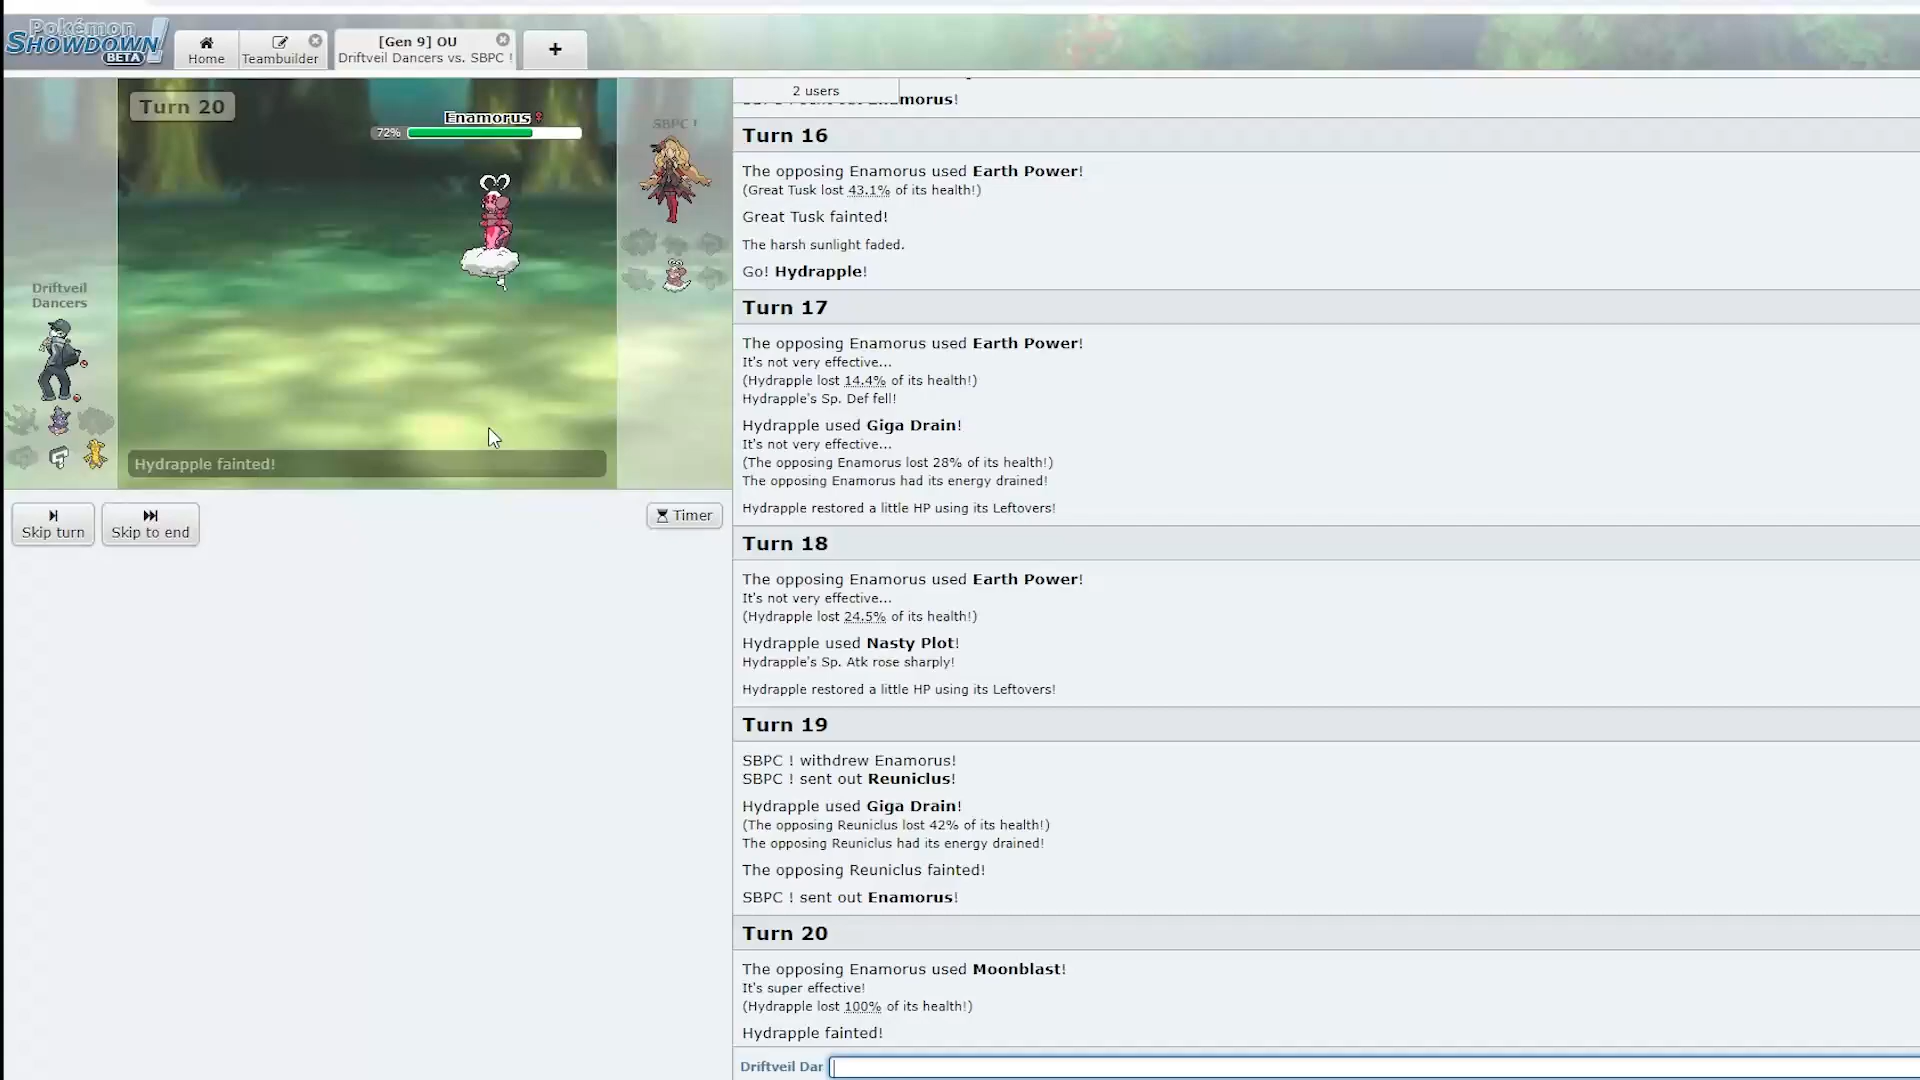 Pokémon
SHOWDOWN!
BETA
Home
Teambuilder
[Gen 9] OU
Driftveil Dancers vs. SBPC !
+
Turn 20
Enamorus
72%
SBPC !
Driftveil
Dancers
Hydrapple fainted!
Skip turn
Skip to end
Timer
2 users
Enamorus!
Turn 16
The opposing Enamorus used Earth Power!
(Great Tusk lost 43.1% of its health!)
Great Tusk fainted!
The harsh sunlight faded.
Go! Hydrapple!
Turn 17
The opposing Enamorus used Earth Power!
It's not very effective...
(Hydrapple lost 14.4% of its health!)
Hydrapple's Sp. Def fell!
Hydrapple used Giga Drain!
It's not very effective...
(The opposing Enamorus lost 28% of its health!)
The opposing Enamorus had its energy drained!
Hydrapple restored a little HP using its Leftovers!
Turn 18
The opposing Enamorus used Earth Power!
It's not very effective...
(Hydrapple lost 24.5% of its health!)
Hydrapple used Nasty Plot!
Hydrapple's Sp. Atk rose sharply!
Hydrapple restored a little HP using its Leftovers!
Turn 19
SBPC ! withdrew Enamorus!
SBPC ! sent out Reuniclus!
Hydrapple used Giga Drain!
(The opposing Reuniclus lost 42% of its health!)
The opposing Reuniclus had its energy drained!
The opposing Reuniclus fainted!
SBPC ! sent out Enamorus!
Turn 20
The opposing Enamorus used Moonblast!
It's super effective!
(Hydrapple lost 100% of its health!)
Hydrapple fainted!
Driftveil Dar